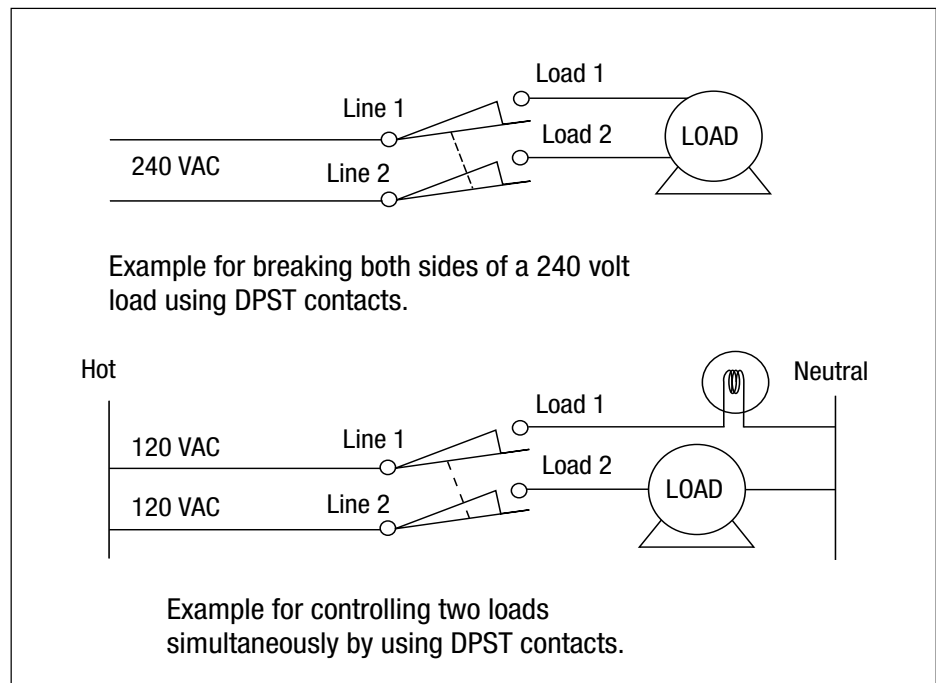 Load 1
Line 1
LOAD
Load 2
240 VAC
Line 2
Example for breaking both sides of a 240 volt
load using DPST contacts.
Hot
Neutral
Load 1
120 VAC
Line 1
Load 2
LOAD
120 VAC
Line 2
Example for controlling two loads
simultaneously by using DPST contacts.